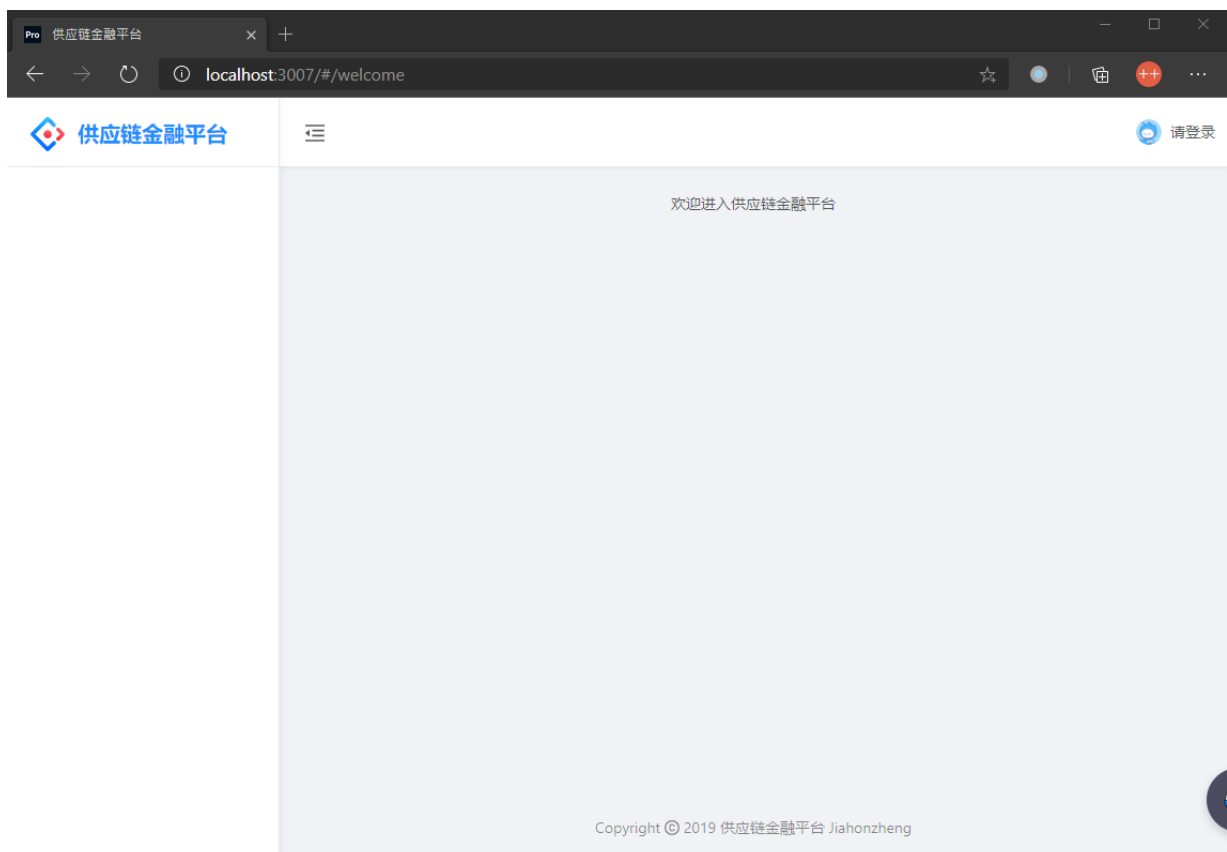 Pro 供应链金融平台
localhost:3007/#/welcome
++
供应链金融平台
请登录
欢迎进入供应链金融平台
Copyright © 2019 供应链金融平台 Jiahonzheng